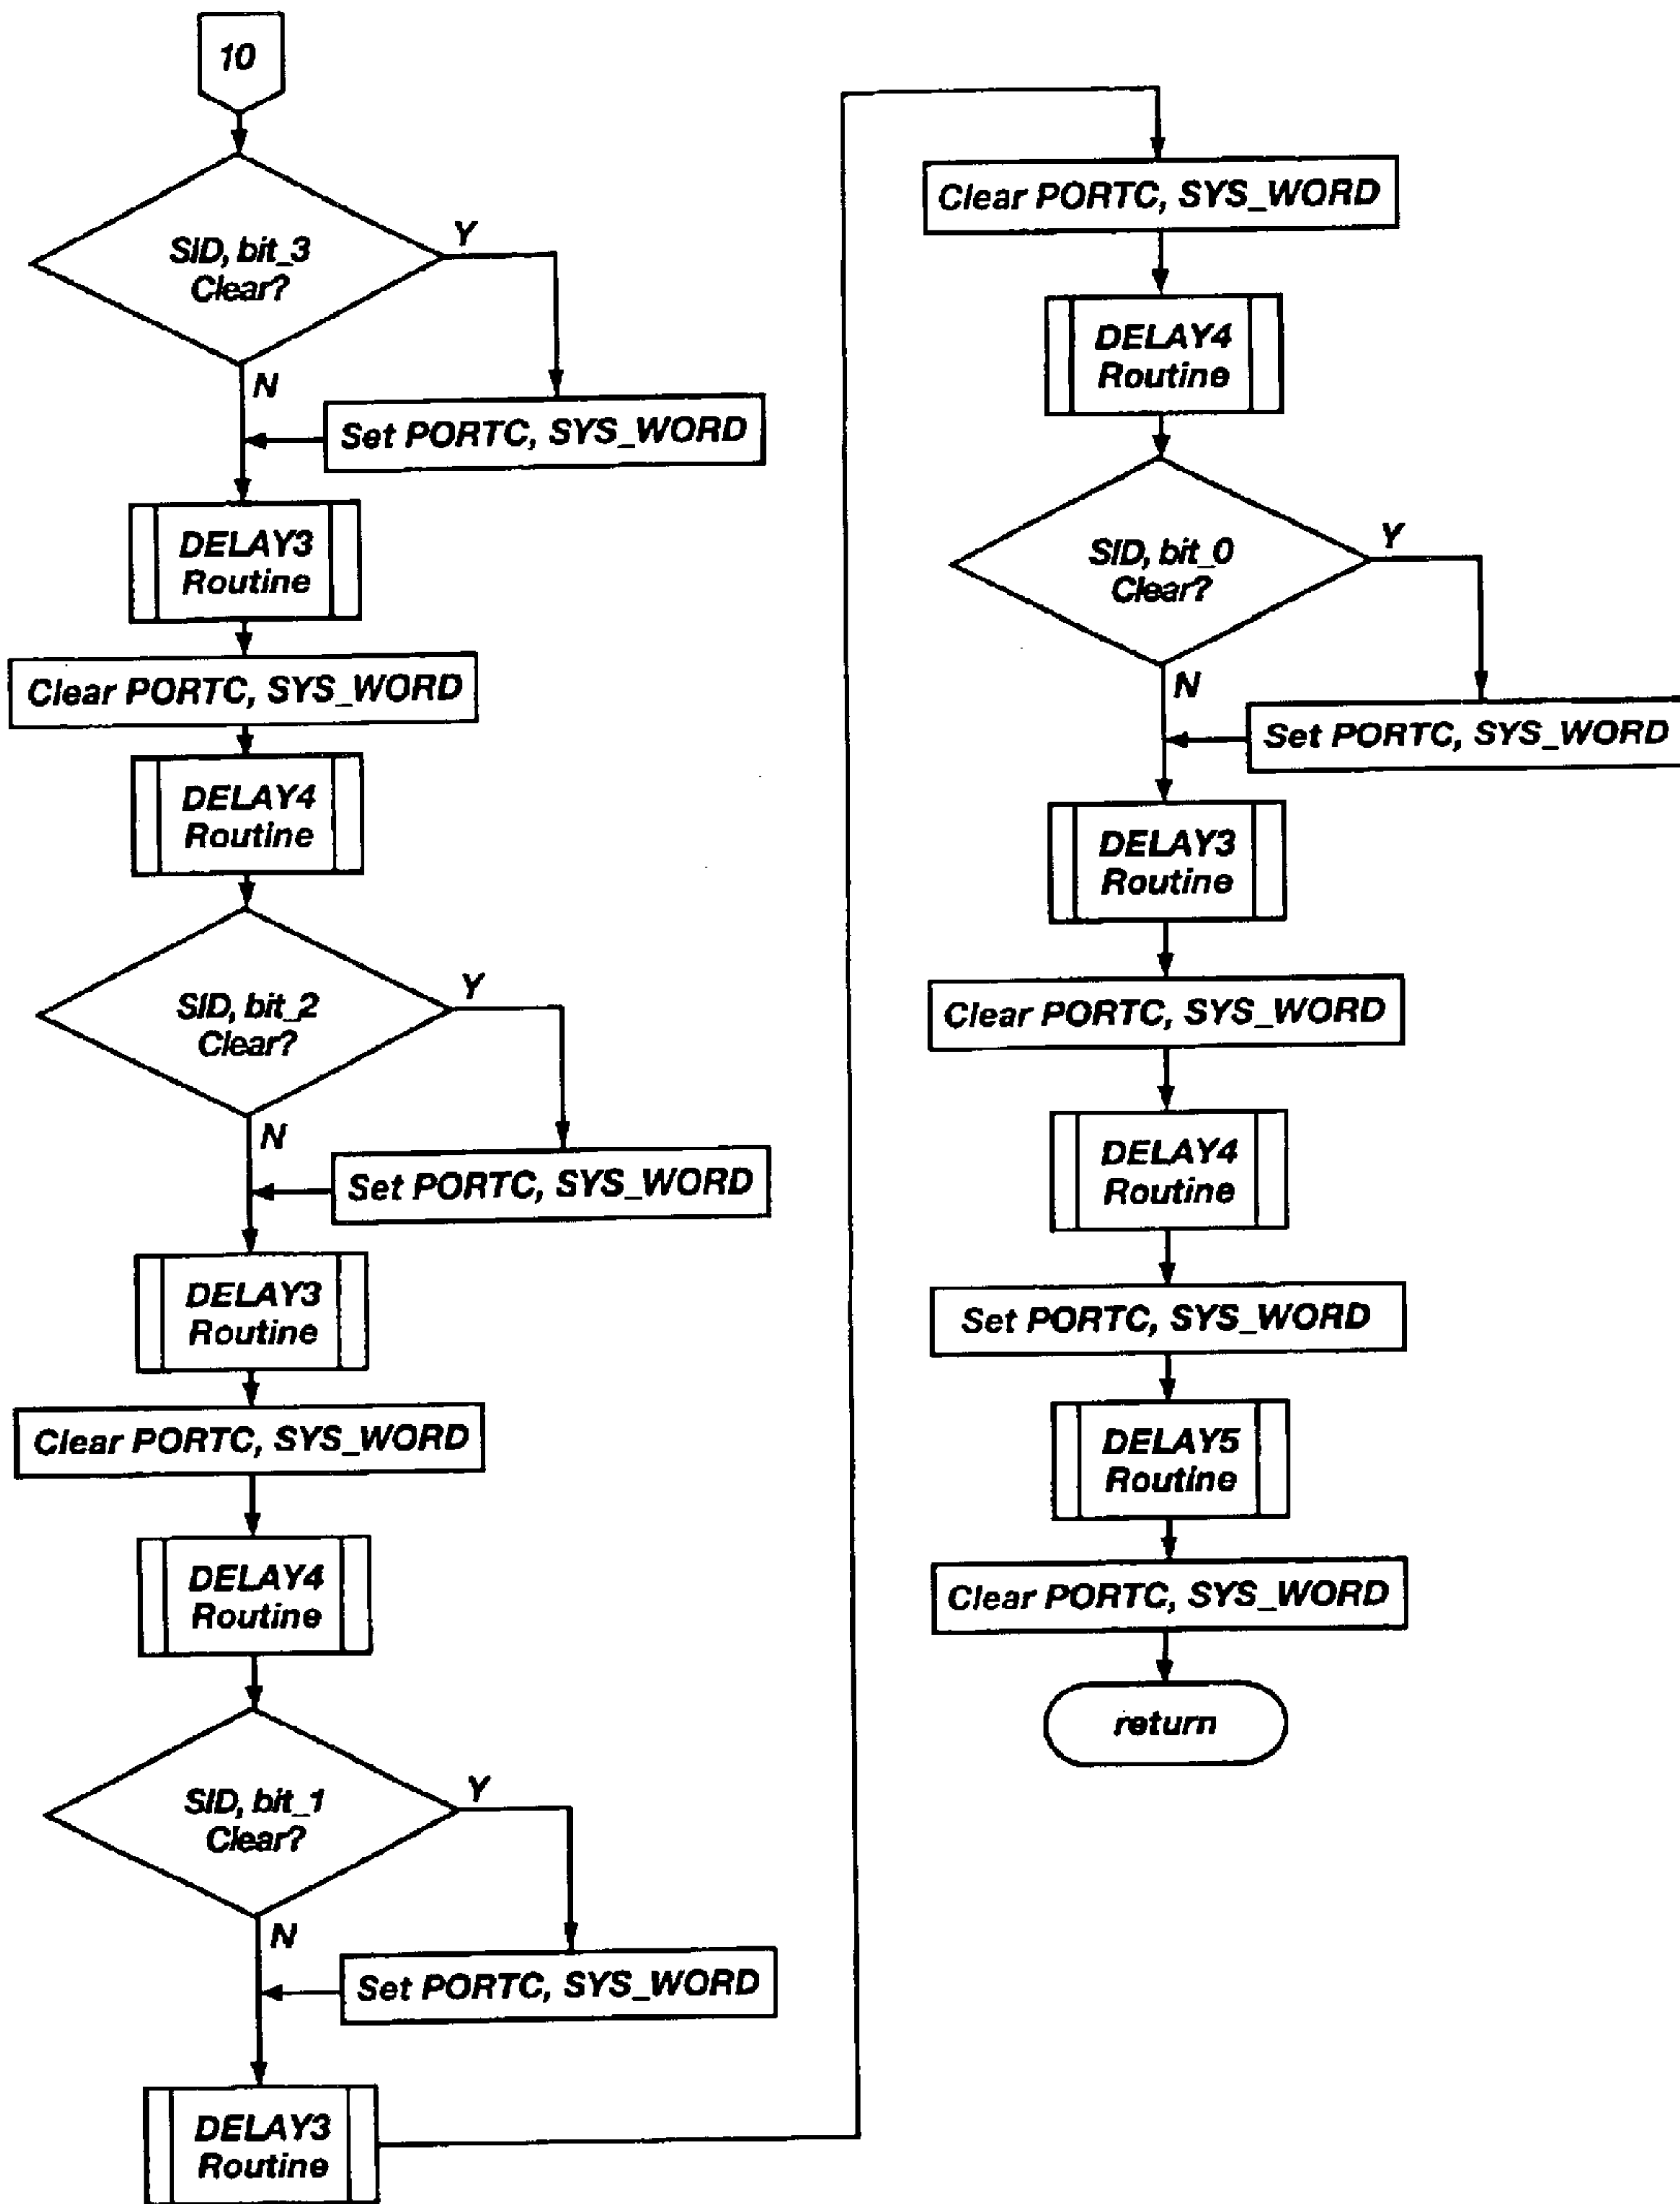 10
SID, bit_3
Clear?
Y
N
Set PORTC, SYS_WORD
DELAY3
Routine
Clear PORTC, SYS_WORD
DELAY4
Routine
SID, bit_2
Clear?
Y
N
Set PORTC, SYS_WORD
DELAY3
Routine
Clear PORTC, SYS_WORD
DELAY4
Routine
SID, bit_1
Clear?
Y
N
Set PORTC, SYS_WORD
DELAY3
Routine
Clear PORTC, SYS_WORD
DELAY4
Routine
SID, bit_0
Clear?
Y
N
Set PORTC, SYS_WORD
DELAY3
Routine
Clear PORTC, SYS_WORD
DELAY4
Routine
Set PORTC, SYS_WORD
DELAY5
Routine
Clear PORTC, SYS_WORD
return